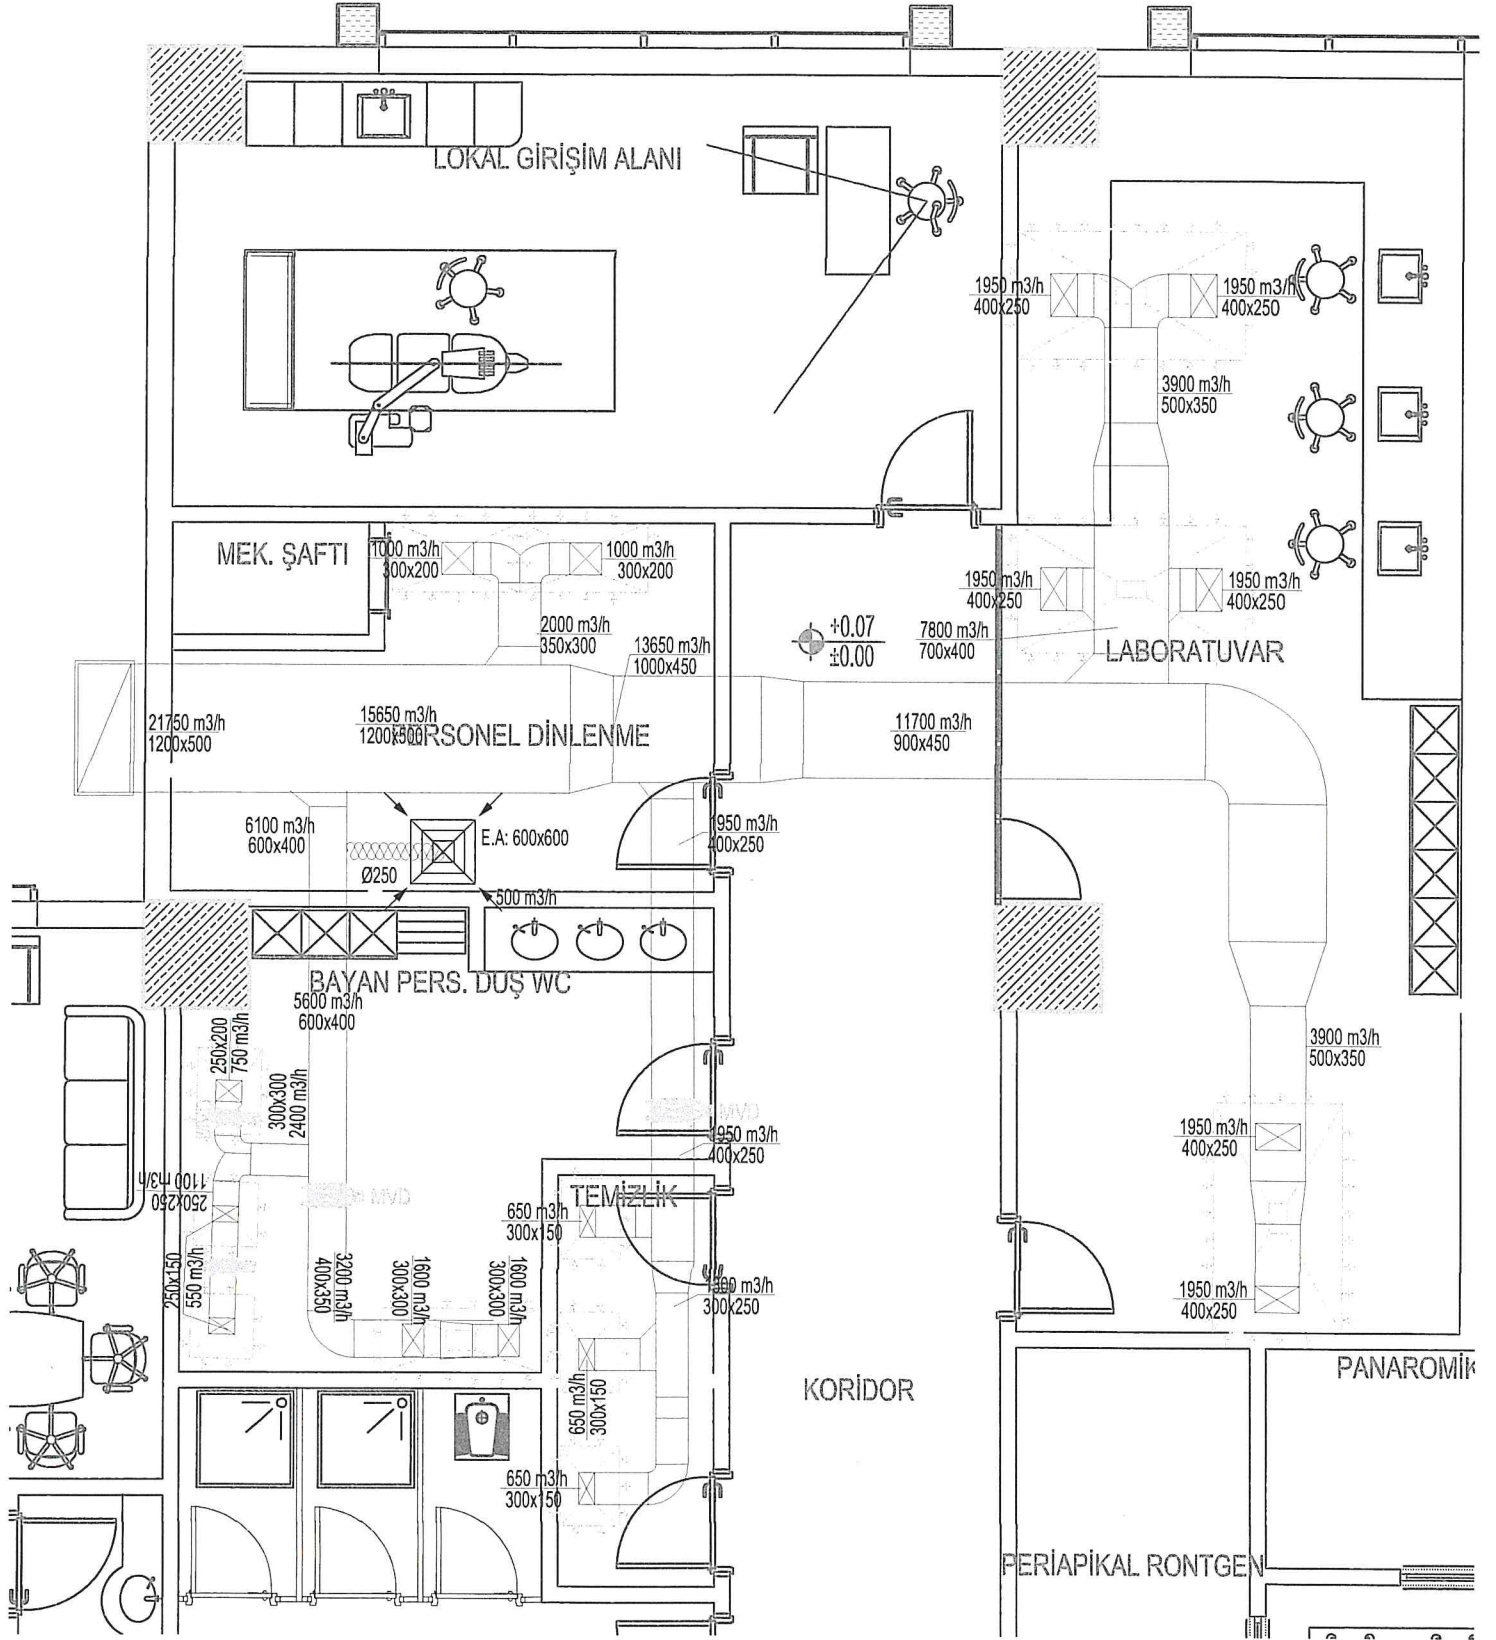 LOKAL GİRİŞİM ALANI
1950 m3/h
400x250
1950 m3/h
400x250
3900 m3/h
500x350
MEK. ŞAFTI
1000 m3/h
300x200
1000 m3/h
300x200
1950 m3/h
400x250
1950 m3/h
400x250
2000 m3/h
350x300
13650 m3/h
1000x450
+0.07
±0.00
7800 m3/h
700x400
LABORATUVAR
21750 m3/h
1200x500
15650 m3/h
1200x500
PERSONEL DİNLENME
11700 m3/h
900x450
6100 m3/h
600x400
E.A: 600x600
Ø250
500 m3/h
1950 m3/h
400x250
BAYAN PERS. DUŞ WC
5600 m3/h
600x400
250x200
750 m3/h
300x300
2400 m3/h
3900 m3/h
500x350
MVD
1950 m3/h
400x250
1950 m3/h
400x250
1100 m3/h
250x250
MVD
TEMİZLİK
650 m3/h
300x150
250x150
550 m3/h
3200 m3/h
400x350
1600 m3/h
300x300
1600 m3/h
300x300
1300 m3/h
300x250
1950 m3/h
400x250
650 m3/h
300x150
KORİDOR
PANAROMİK
650 m3/h
300x150
PERİAPİKAL RONTGEN